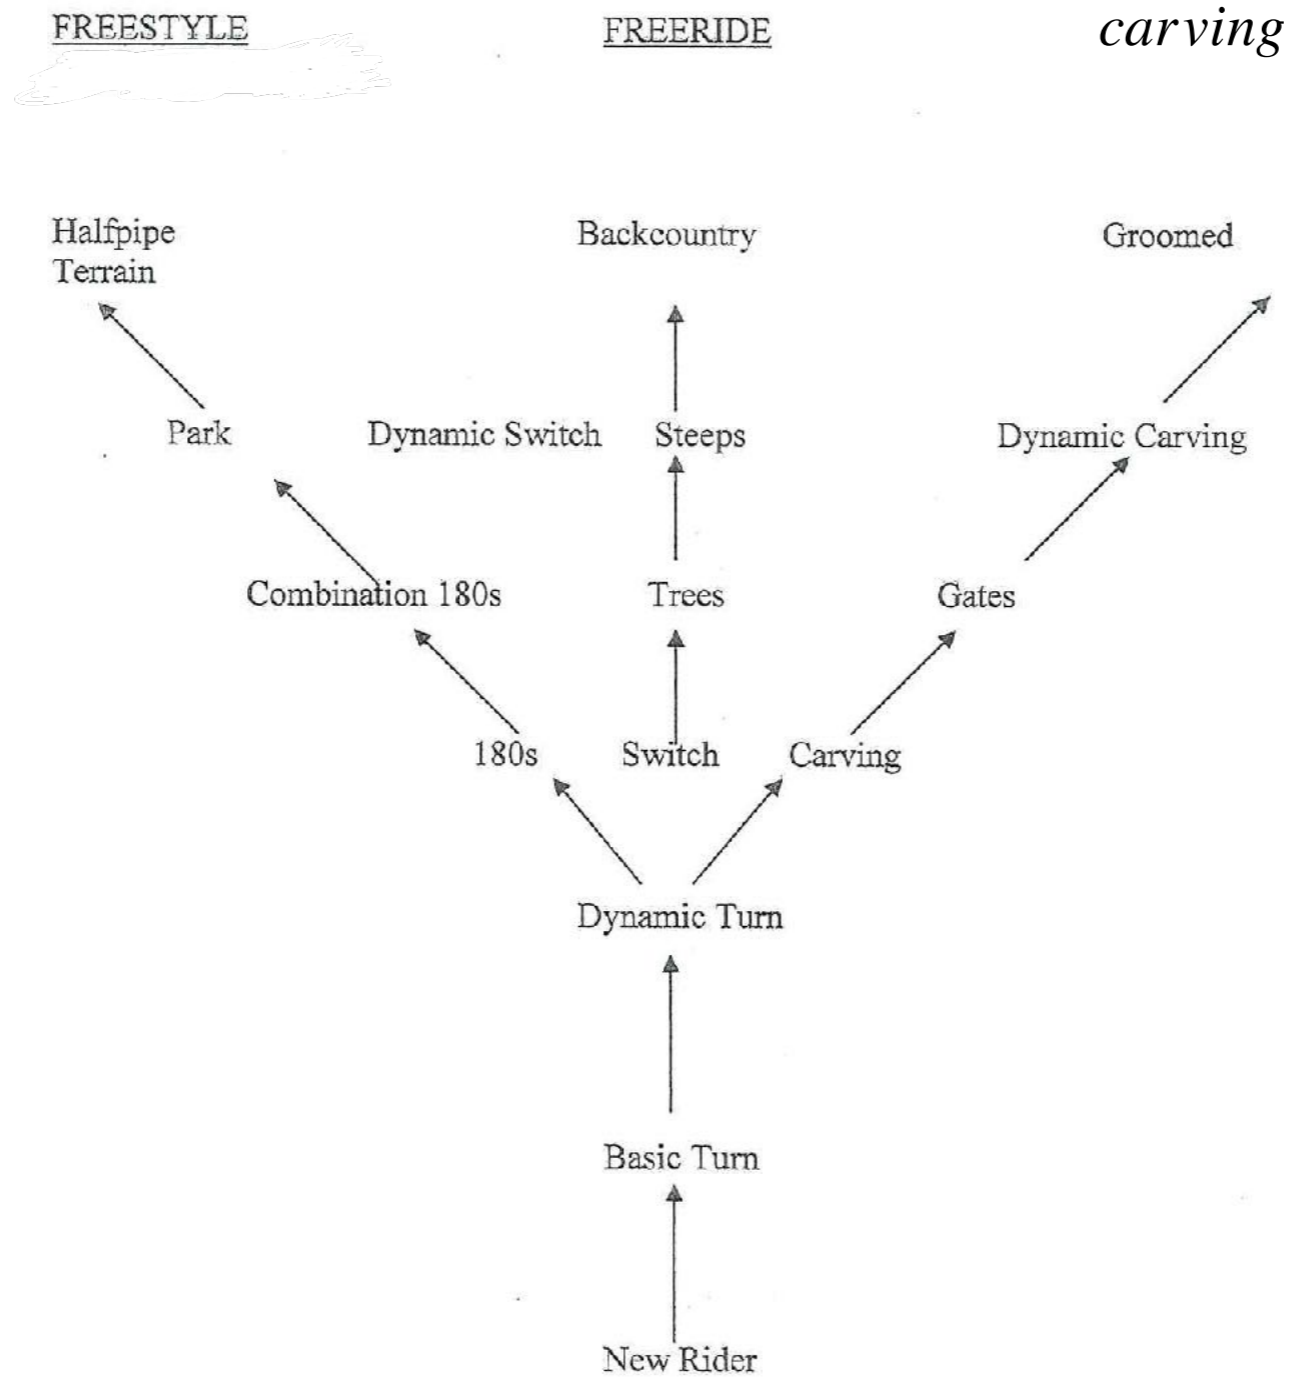 FREESTYLE FREERIDE carving
Halfpipe Backcountry Groomed
Terrain
Park Dynamic Switch Steeps Dynamic Carving
Combination 180s Trees Gates
180s Switch Carving
Dynamic Turn
Basic Turn
New Rider